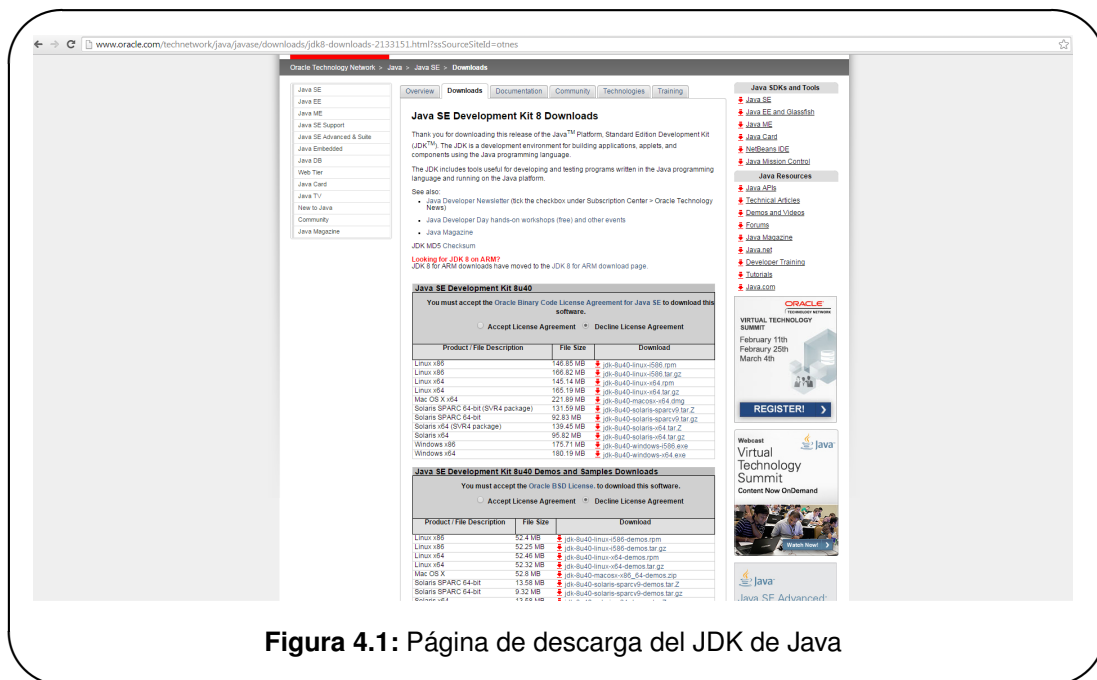 www.oracle.com/technetwork/java/javase/downloads/jdk8-downloads-2133151.html?ssSourceSiteId=otnes
Oracle Technology Network > Java > Java SE > Downloads
Java SE
Java EE
Java ME
Java SE Support
Java SE Advanced & Suite
Java Embedded
Java DB
Web Tier
Java Card
Java TV
New to Java
Community
Java Magazine
Overview Downloads Documentation Community Technologies Training
Java SE Development Kit 8 Downloads
Thank you for downloading this release of the Java™ Platform, Standard Edition Development Kit
(JDK™). The JDK is a development environment for building applications, applets, and
components using the Java programming language.
The JDK includes tools useful for developing and testing programs written in the Java programming
language and running on the Java platform.
See also:
Java Developer Newsletter (tick the checkbox under Subscription Center > Oracle Technology
News)
Java Developer Day hands-on workshops (free) and other events
Java Magazine
JDK MD5 Checksum
Looking for JDK 8 on ARM?
JDK 8 for ARM downloads have moved to the JDK 8 for ARM download page.
Java SE Development Kit 8u40
You must accept the Oracle Binary Code License Agreement for Java SE to download this
software.
Accept License Agreement Decline License Agreement
Product / File Description File Size Download
Linux x86 146.85 MB jdk-8u40-linux-i586.rpm
Linux x86 166.82 MB jdk-8u40-linux-i586.tar.gz
Linux x64 145.14 MB jdk-8u40-linux-x64.rpm
Linux x64 165.19 MB jdk-8u40-linux-x64.tar.gz
Mac OS X x64 221.89 MB jdk-8u40-macosx-x64.dmg
Solaris SPARC 64-bit (SVR4 package) 131.59 MB jdk-8u40-solaris-sparcv9.tar.Z
Solaris SPARC 64-bit 92.83 MB jdk-8u40-solaris-sparcv9.tar.gz
Solaris x64 (SVR4 package) 139.45 MB jdk-8u40-solaris-x64.tar.Z
Solaris x64 95.82 MB jdk-8u40-solaris-x64.tar.gz
Windows x86 175.71 MB jdk-8u40-windows-i586.exe
Windows x64 180.19 MB jdk-8u40-windows-x64.exe
Java SE Development Kit 8u40 Demos and Samples Downloads
You must accept the Oracle BSD License. to download this software.
Accept License Agreement Decline License Agreement
Product / File Description File Size Download
Linux x86 52.4 MB jdk-8u40-linux-i586-demos.rpm
Linux x86 52.25 MB jdk-8u40-linux-i586-demos.tar.gz
Linux x64 52.46 MB jdk-8u40-linux-x64-demos.rpm
Linux x64 52.32 MB jdk-8u40-linux-x64-demos.tar.gz
Mac OS X 52.8 MB jdk-8u40-macosx-x86_64-demos.zip
Solaris SPARC 64-bit 13.58 MB jdk-8u40-solaris-sparcv9-demos.tar.Z
Solaris SPARC 64-bit 9.32 MB jdk-8u40-solaris-sparcv9-demos.tar.gz
Java SDKs and Tools
Java SE
Java EE and Glassfish
Java ME
Java Card
NetBeans IDE
Java Mission Control
Java Resources
Java APIs
Technical Articles
Demos and Videos
Forums
Java Magazine
Java.net
Developer Training
Tutorials
Java.com
ORACLE
TECHNOLOGY NETWORK
VIRTUAL TECHNOLOGY
SUMMIT
February 11th
Febraury 25th
March 4th
REGISTER!
Webcast
Java
Virtual
Technology
Summit
Content Now OnDemand
Watch Now!
Java
Java SE Advanced:
Figura 4.1: Página de descarga del JDK de Java